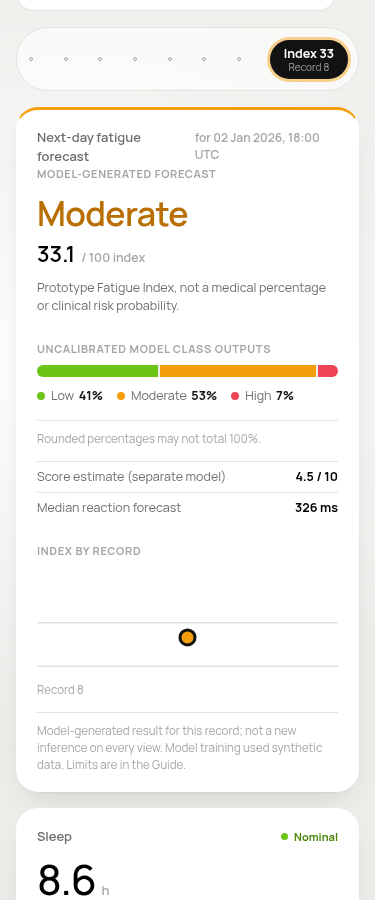 Index 33
Record 8
Next-day fatigue forecast
for 02 Jan 2026, 18:00 UTC
MODEL-GENERATED FORECAST
Moderate
33.1 / 100 index
Prototype Fatigue Index, not a medical percentage
or clinical risk probability.
UNCALIBRATED MODEL CLASS OUTPUTS
Low 41% Moderate 53% High 7%
Rounded percentages may not total 100%.
Score estimate (separate model) 4.5 / 10
Median reaction forecast 326 ms
INDEX BY RECORD
Record 8
Model-generated result for this record; not a new
inference on every view. Model training used synthetic
data. Limits are in the Guide.
Sleep Nominal
8.6 h